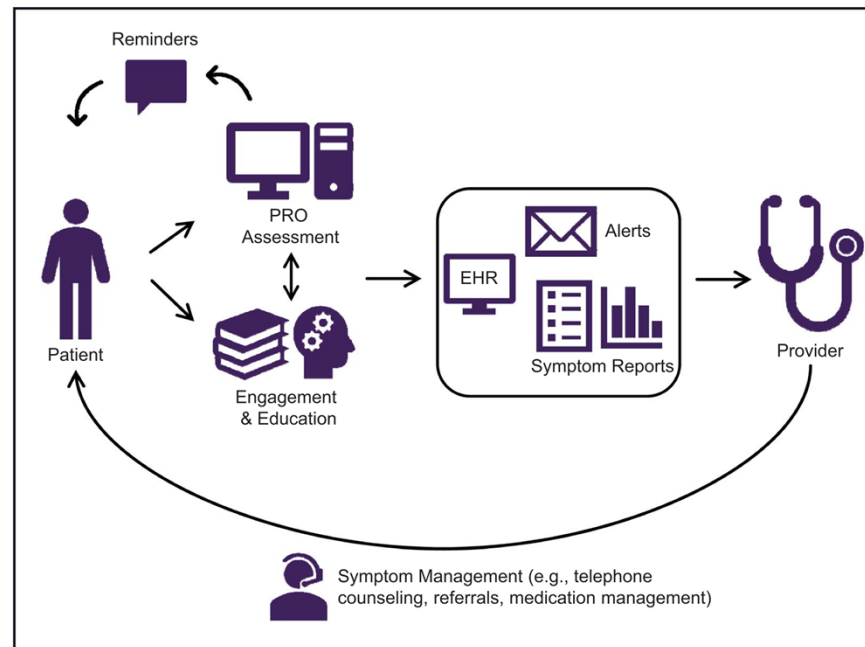 Reminders
PRO
Assessment
Patient
Engagement
& Education
EHR
Alerts
Symptom Reports
Provider
Symptom Management (e.g., telephone
counseling, referrals, medication management)